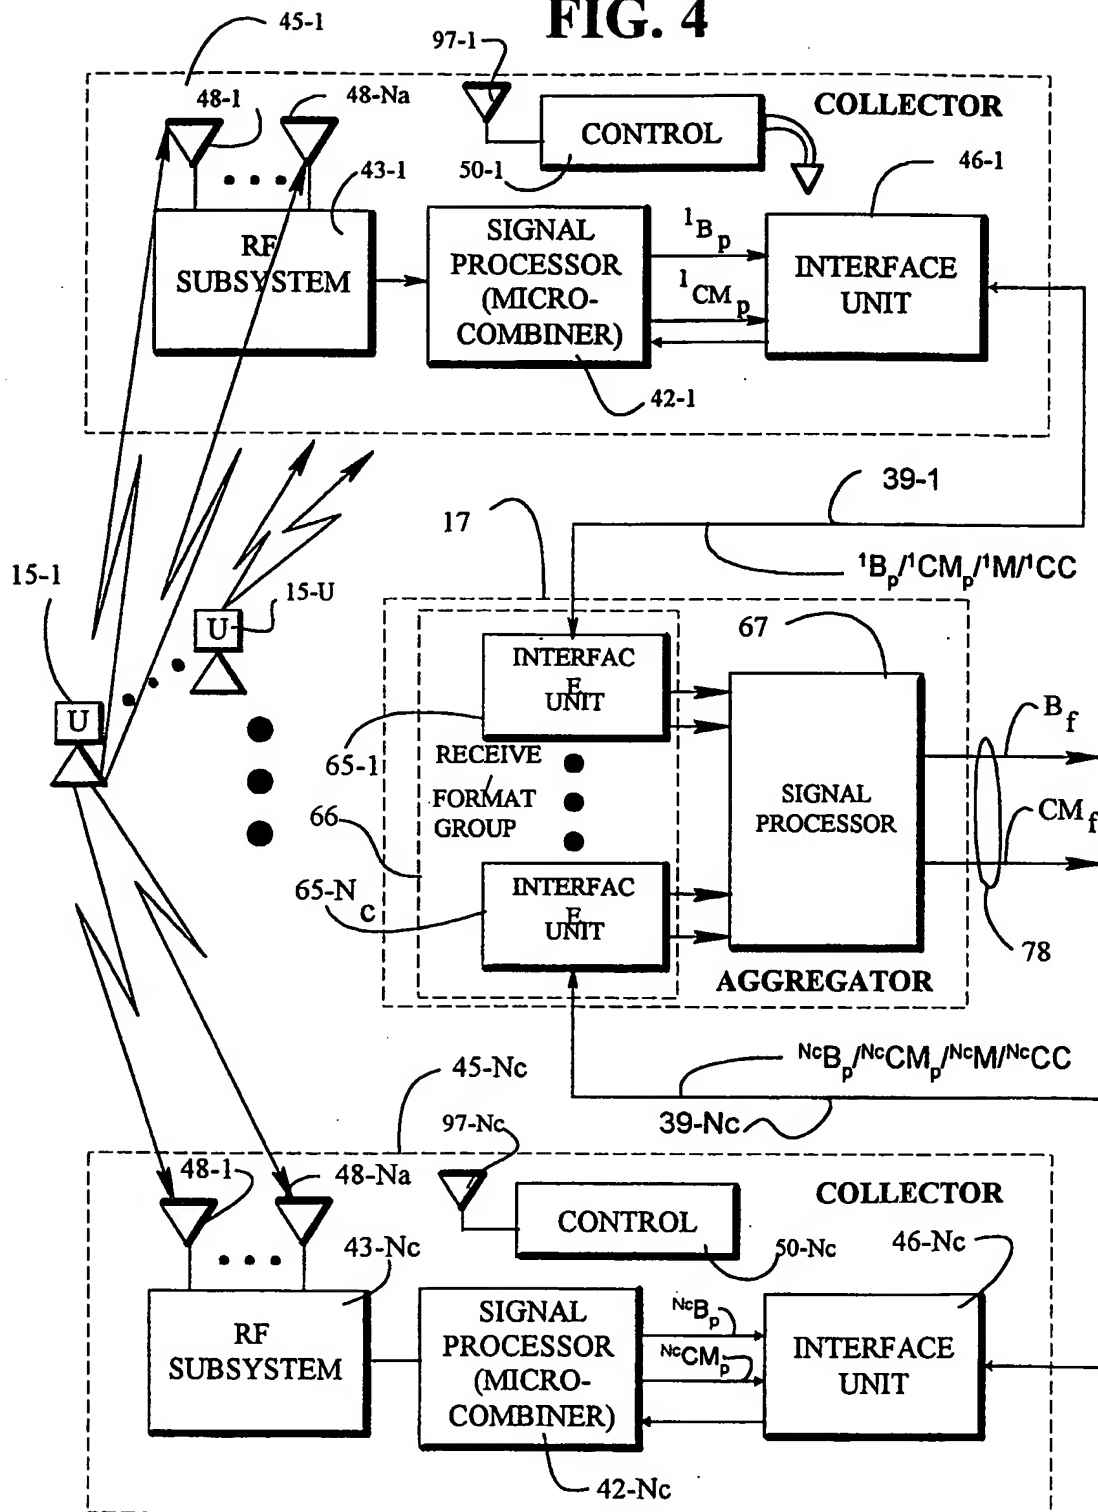 FIG. 4
45-1
97-1
48-1
48-Na
COLLECTOR
CONTROL
43-1
50-1
46-1
RF
SUBSYSTEM
SIGNAL
PROCESSOR
(MICRO-
COMBINER)
1Bp
1CMp
INTERFACE
UNIT
42-1
39-1
17
1Bp/1CMp/1M/1CC
15-1
15-U
U
U
67
INTERFAC
E
UNIT
65-1
RECEIVE
FORMAT
GROUP
66
SIGNAL
PROCESSOR
Bf
CMf
65-Nc
INTERFAC
E
UNIT
78
AGGREGATOR
NcBp/NcCMp/NcM/NcCC
45-Nc
39-Nc
97-Nc
48-1
48-Na
COLLECTOR
CONTROL
43-Nc
50-Nc
46-Nc
RF
SUBSYSTEM
SIGNAL
PROCESSOR
(MICRO-
COMBINER)
NcBp
NcCMp
INTERFACE
UNIT
42-Nc